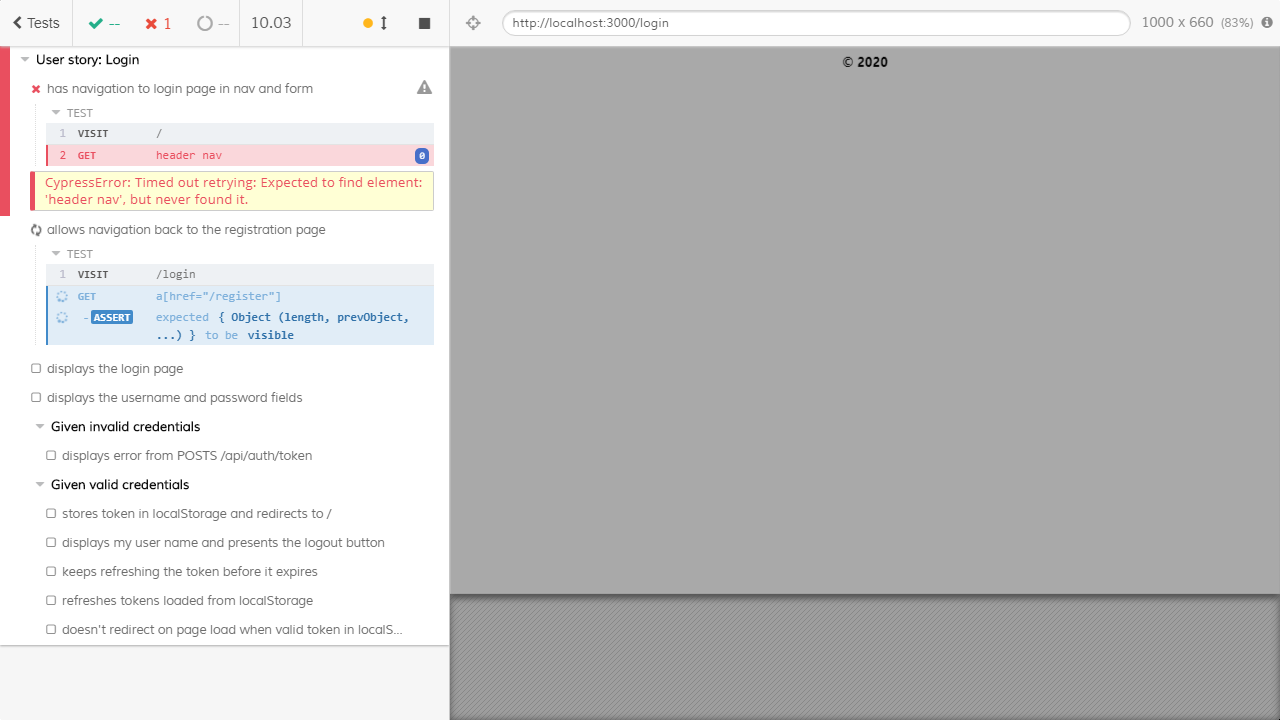 Tests -- 1 -- 10.03
http://localhost:3000/login 1000 x 660 (83%)
© 2020
User story: Login
has navigation to login page in nav and form
TEST
1 VISIT /
2 GET header nav 0
CypressError: Timed out retrying: Expected to find element:
'header nav', but never found it.
allows navigation back to the registration page
TEST
1 VISIT /login
GET a[href="/register"]
- ASSERT expected { Object (length, prevObject,
...) } to be visible
displays the login page
displays the username and password fields
Given invalid credentials
displays error from POSTS /api/auth/token
Given valid credentials
stores token in localStorage and redirects to /
displays my user name and presents the logout button
keeps refreshing the token before it expires
refreshes tokens loaded from localStorage
doesn't redirect on page load when valid token in localS...